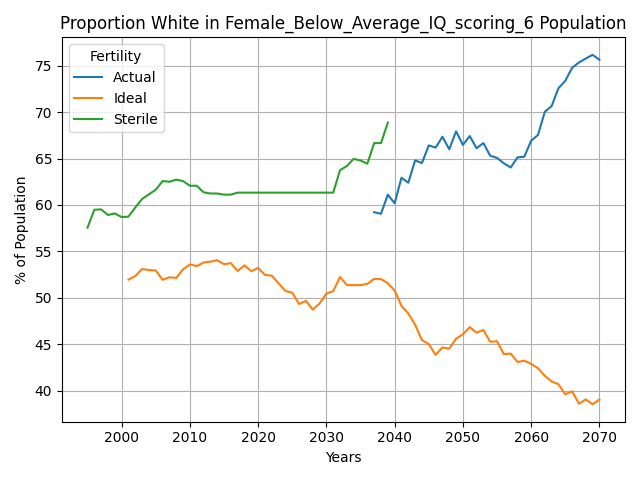 Proportion White in Female_Below_Average_IQ_scoring_6 Population
Fertility
Actual
Ideal
Sterile
% of Population
75
70
65
60
55
50
45
40
2000 2010 2020 2030 2040 2050 2060 2070
Years